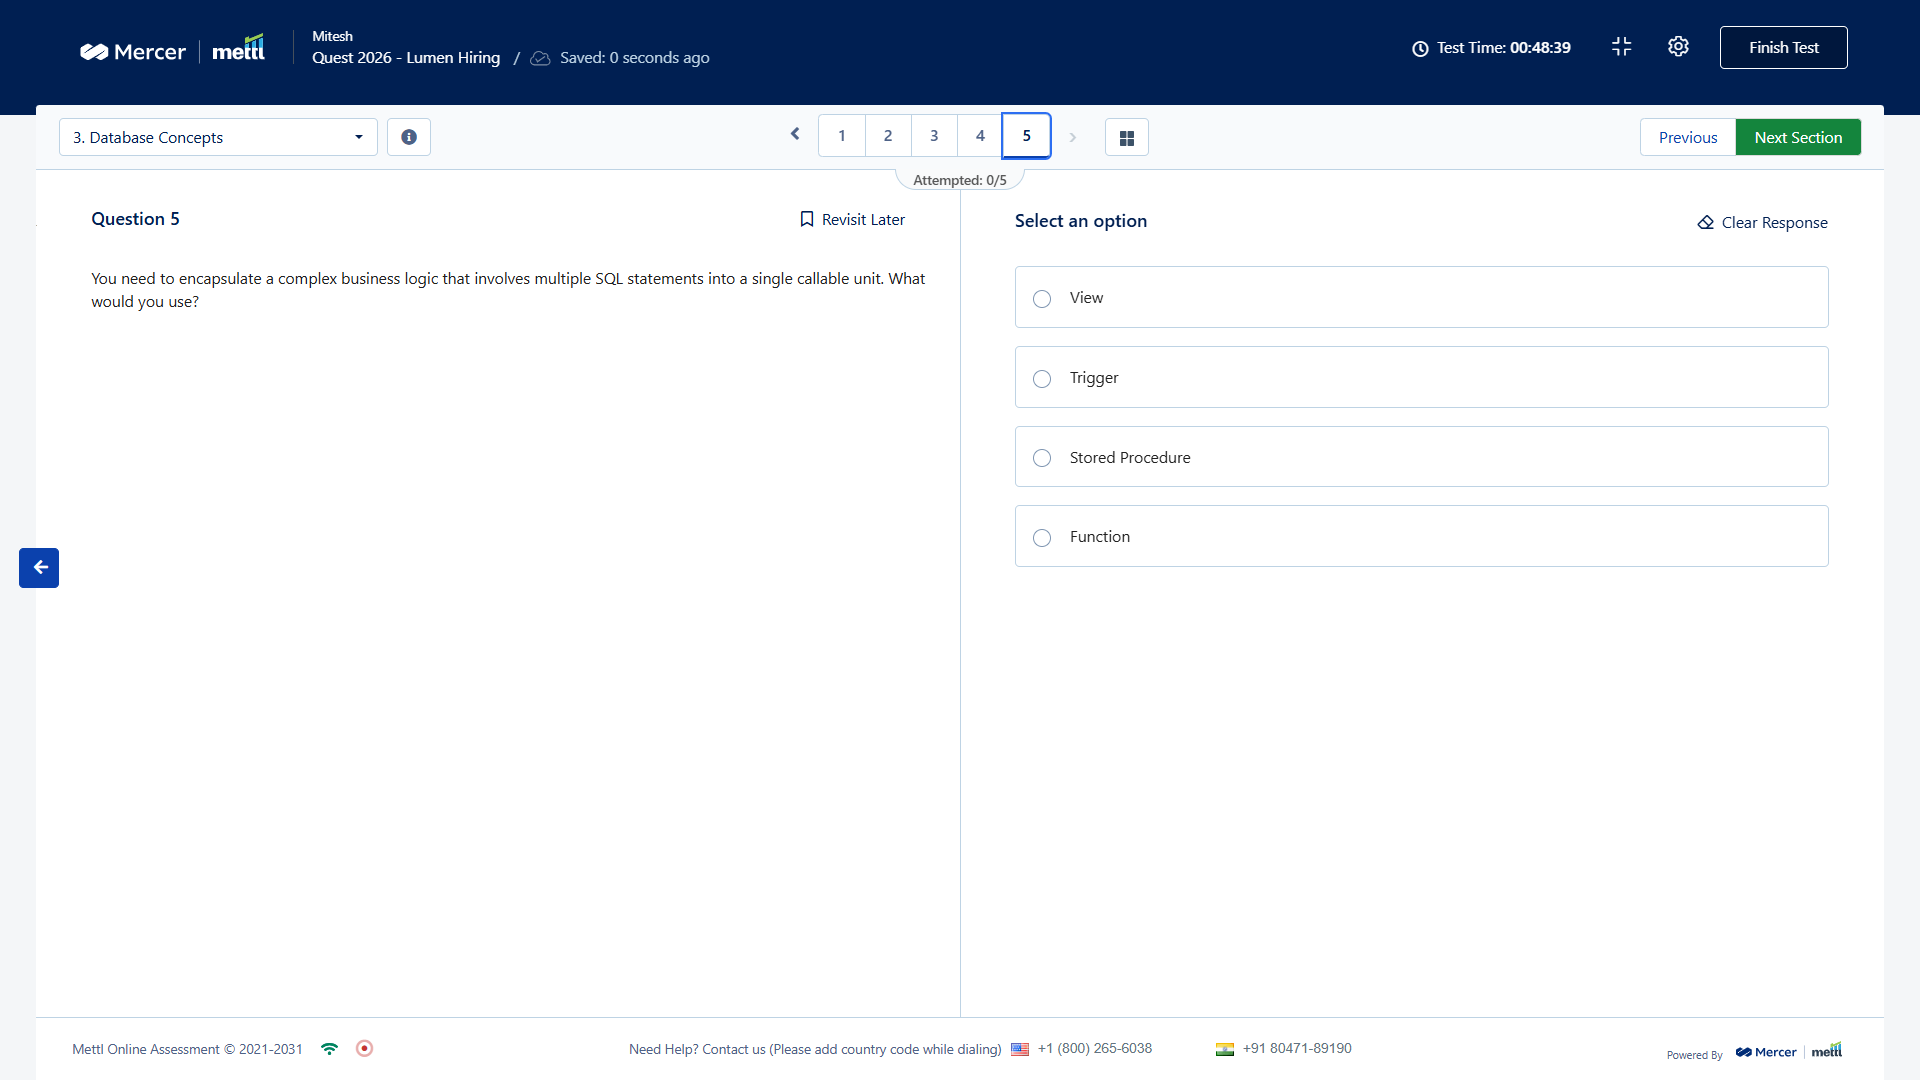 Mercer | mettl
Mitesh
Quest 2026 - Lumen Hiring / Saved: 0 seconds ago
Test Time: 00:48:39
Finish Test
3. Database Concepts
1 2 3 4 5
Previous
Next Section
Attempted: 0/5
Question 5
Revisit Later
You need to encapsulate a complex business logic that involves multiple SQL statements into a single callable unit. What
would you use?
Select an option
Clear Response
View
Trigger
Stored Procedure
Function
Mettl Online Assessment © 2021-2031
Need Help? Contact us (Please add country code while dialing) +1 (800) 265-6038 +91 80471-89190
Powered By Mercer | mettl